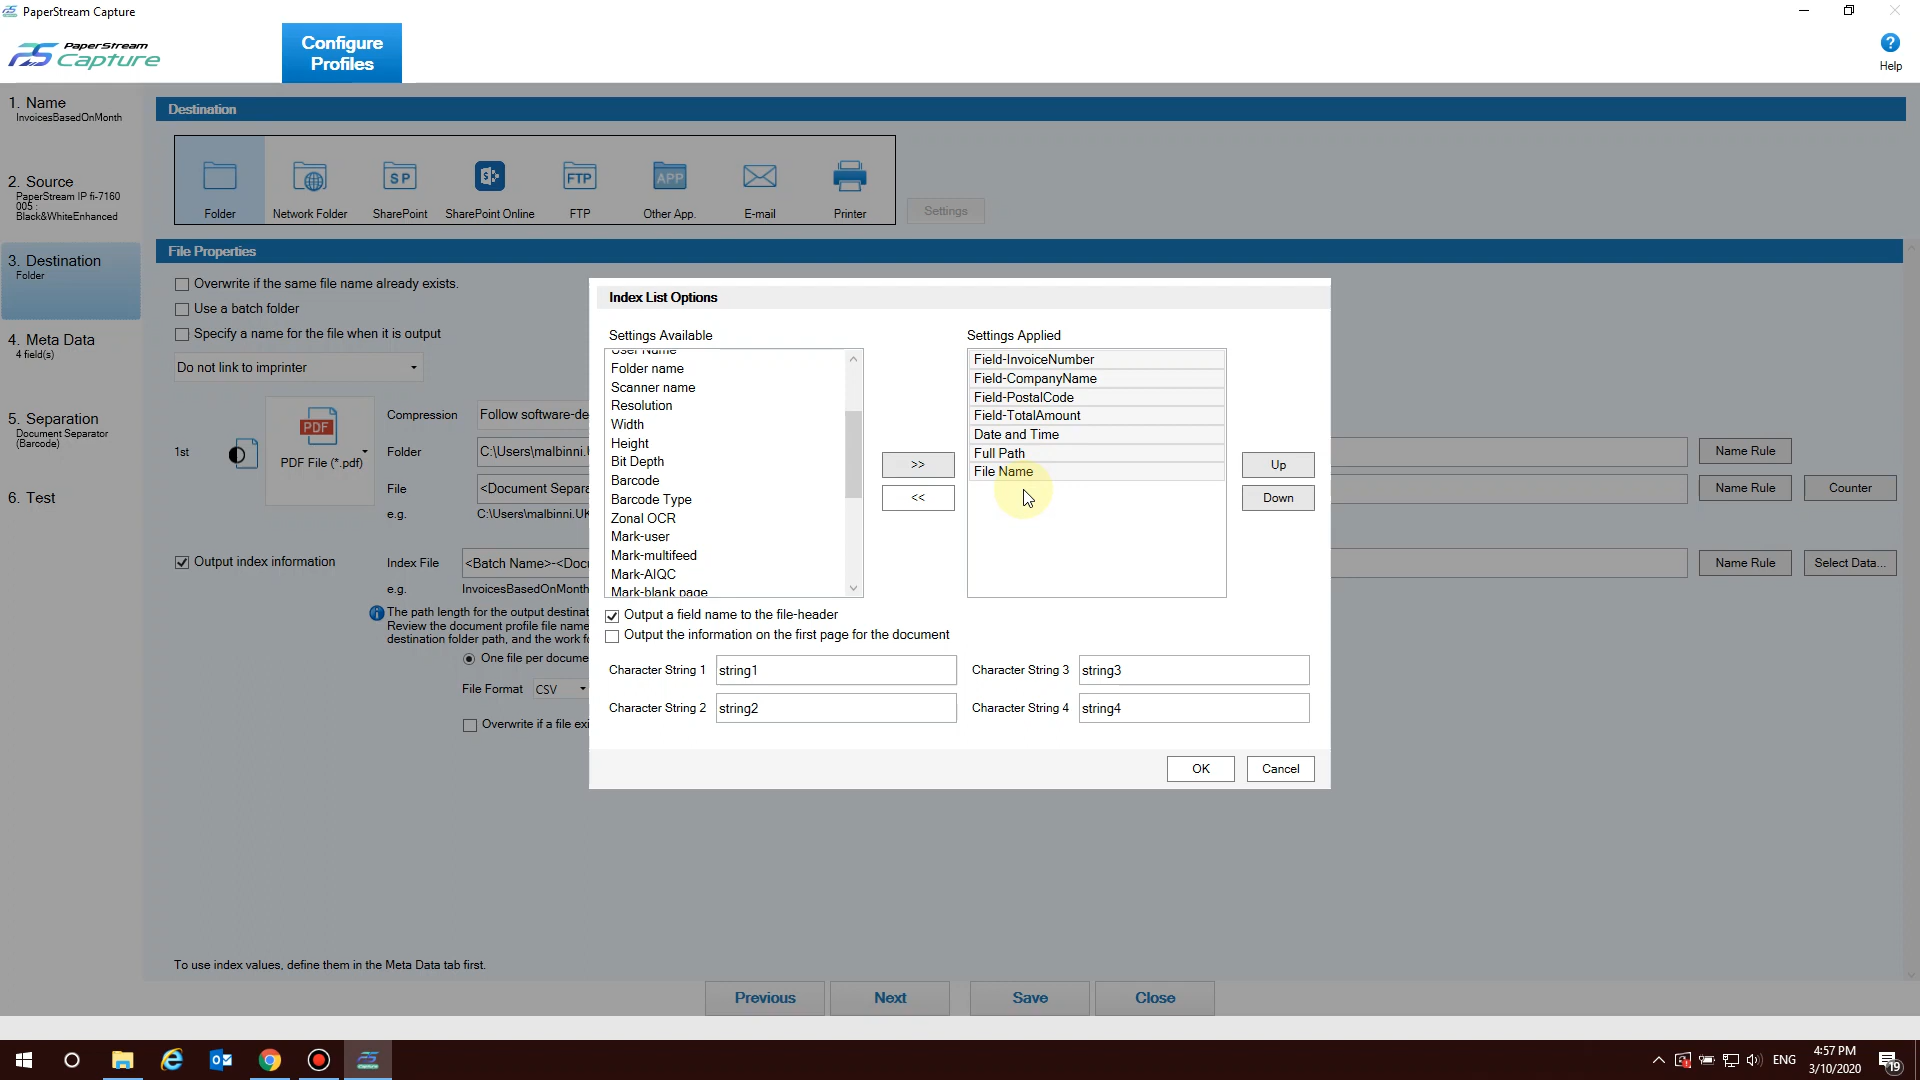 PaperStream Capture
PaperStream
Capture
Configure
Profiles
Help
1. Name
InvoicesBasedOnMonth
2. Source
PaperStream IP fi-7160
005 :
Black&WhiteEnhanced
3. Destination
Folder
4. Meta Data
4 field(s)
5. Separation
Document Separator
(Barcode)
6. Test
Destination
Folder
Network Folder
SP
SharePoint
SharePoint Online
FTP
FTP
APP
Other App.
E-mail
Printer
Settings
File Properties
Overwrite if the same file name already exists.
Use a batch folder
Specify a name for the file when it is output
Do not link to imprinter
1st
PDF
PDF File (*.pdf)
Compression
Follow software-de
Folder
C:\Users\malbinni.U
Name Rule
File
<Document Separa
Name Rule
Counter
e.g.
C:\Users\malbinni.UK
Output index information
Index File
<Batch Name>-<Doc
Name Rule
Select Data...
e.g.
InvoicesBasedOnMonth
The path length for the output destinat
Review the document profile file name
destination folder path, and the work fo
One file per docume
File Format
CSV
Overwrite if a file exi
Index List Options
Settings Available
User Name
Folder name
Scanner name
Resolution
Width
Height
Bit Depth
Barcode
Barcode Type
Zonal OCR
Mark-user
Mark-multifeed
Mark-AIQC
Mark-blank page
>>
<<
Settings Applied
Field-InvoiceNumber
Field-CompanyName
Field-PostalCode
Field-TotalAmount
Date and Time
Full Path
File Name
Up
Down
Output a field name to the file-header
Output the information on the first page for the document
Character String 1
string1
Character String 3
string3
Character String 2
string2
Character String 4
string4
OK
Cancel
To use index values, define them in the Meta Data tab first.
Previous
Next
Save
Close
ENG
4:57 PM
3/10/2020
19